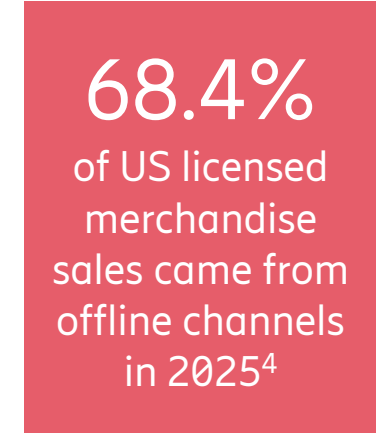 68.4%
of US licensed
merchandise
sales came from
offline channels
in 2025⁴